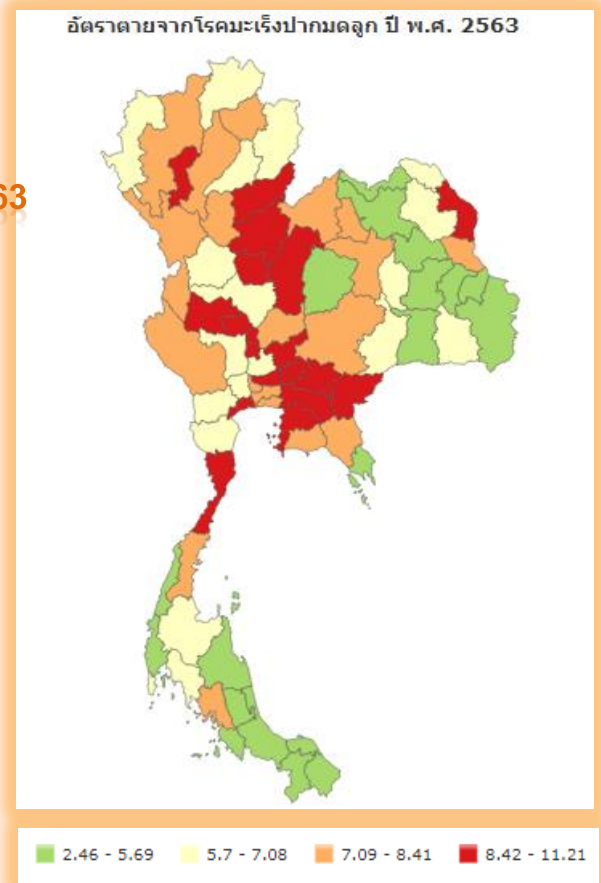 อัตราตายจากโรคมะเร็งปากมดลูก ปี พ.ศ. 2563
63
2.46 - 5.69 5.7 - 7.08 7.09 - 8.41 8.42 - 11.21